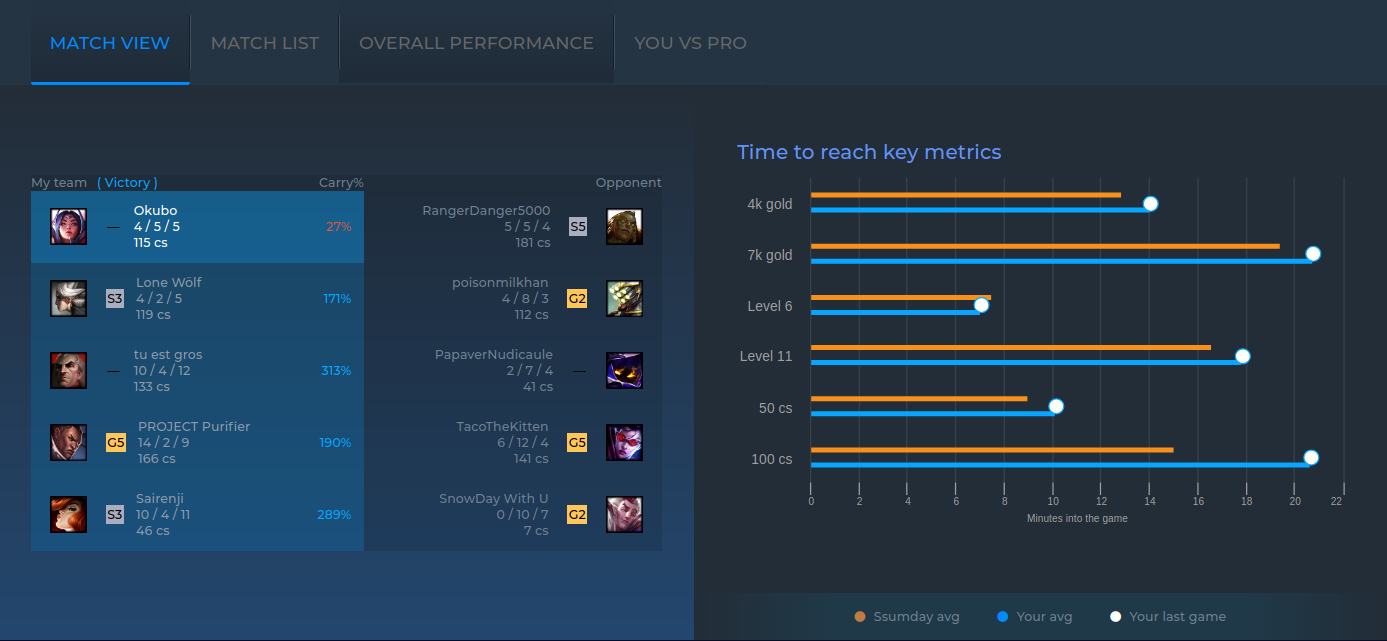 MATCH VIEW
MATCH LIST
OVERALL PERFORMANCE
YOU VS PRO
My team ( Victory ) Carry% Opponent
Okubo
4 / 5 / 5
115 cs
27%
RangerDanger5000
5 / 5 / 4
181 cs
S5
Lone Wölf
S3
4 / 2 / 5
119 cs
171%
poisonmilkhan
4 / 8 / 3
112 cs
G2
tu est gros
10 / 4 / 12
133 cs
313%
PapaverNudicaule
2 / 7 / 4
41 cs
PROJECT Purifier
G5
14 / 2 / 9
166 cs
190%
TacoTheKitten
6 / 12 / 4
141 cs
G5
Sairenji
S3
10 / 4 / 11
46 cs
289%
SnowDay With U
0 / 10 / 7
7 cs
G2
Time to reach key metrics
4k gold
7k gold
Level 6
Level 11
50 cs
100 cs
0 2 4 6 8 10 12 14 16 18 20 22
Minutes into the game
Ssumday avg
Your avg
Your last game